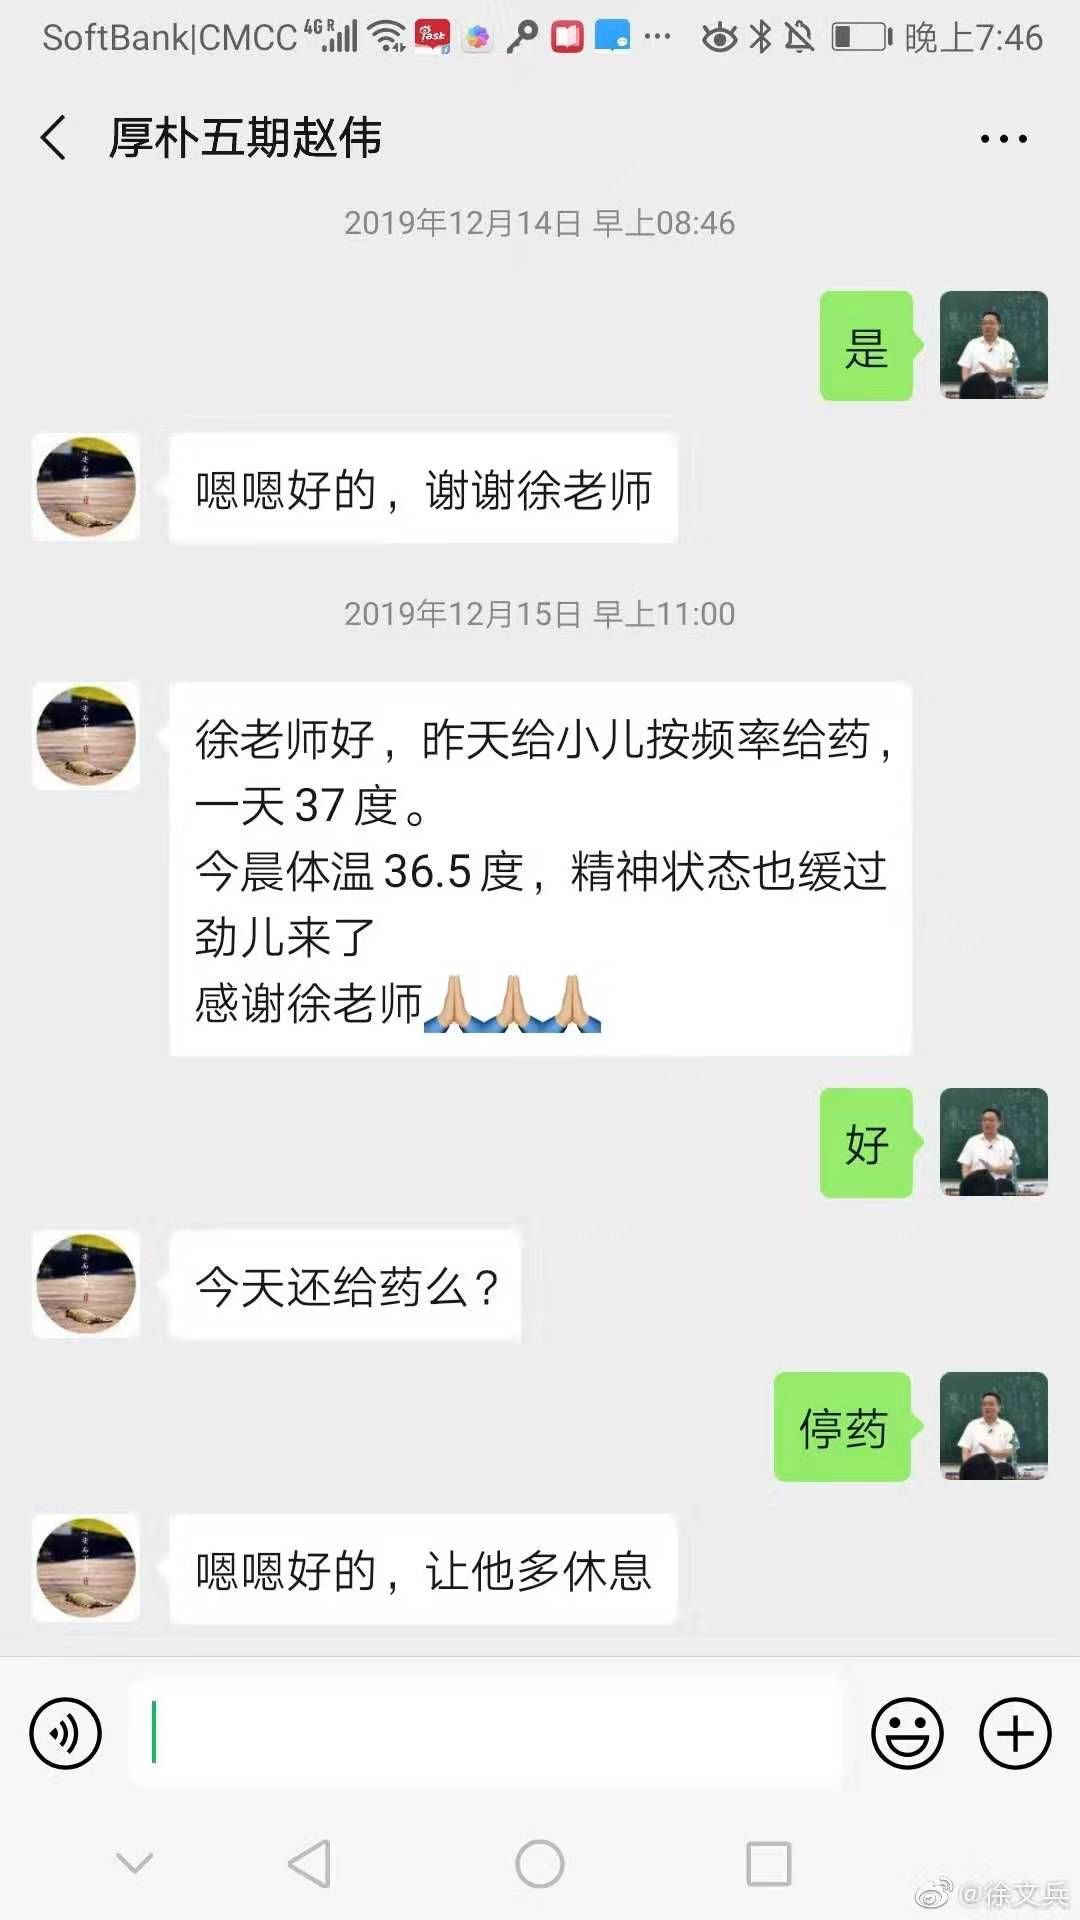 SoftBank|CMCC 4G R 晚上7:46
厚朴五期赵伟
2019年12月14日 早上08:46
是
嗯嗯好的，谢谢徐老师
2019年12月15日 早上11:00
徐老师好，昨天给小儿按频率给药，
一天37度。
今晨体温36.5度，精神状态也缓过
劲儿来了
感谢徐老师🙏🙏🙏
好
今天还给药么？
停药
嗯嗯好的，让他多休息
@徐文兵